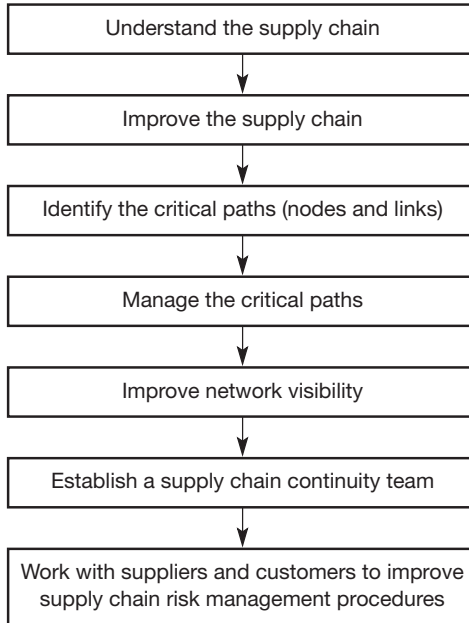 Understand the supply chain
Improve the supply chain
Identify the critical paths (nodes and links)
Manage the critical paths
Improve network visibility
Establish a supply chain continuity team
Work with suppliers and customers to improve
supply chain risk management procedures